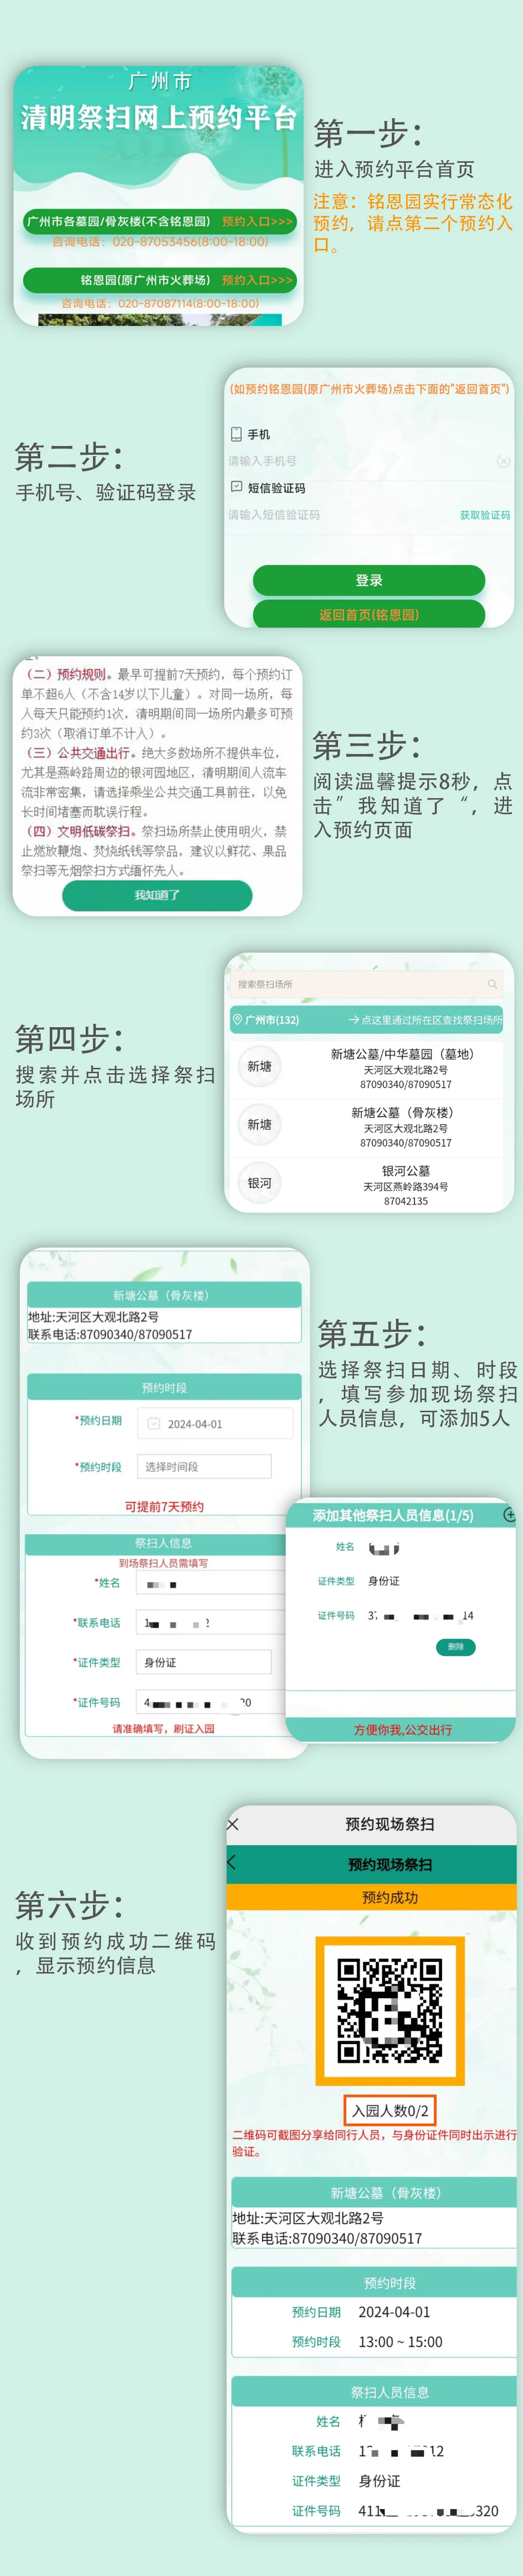 广州市
清明祭扫网上预约平台
广州市各墓园/骨灰楼(不含铭恩园) 预约入口>>>
咨询电话：020-87053456(8:00-18:00)
铭恩园(原广州市火葬场) 预约入口>>>
咨询电话：020-87087114(8:00-18:00)
第一步：
进入预约平台首页
注意：铭恩园实行常态化
预约，请点第二个预约入
口。
第二步：
手机号、验证码登录
(如预约铭恩园(原广州市火葬场)点击下面的"返回首页")
手机
请输入手机号
短信验证码
请输入短信验证码 获取验证码
登录
返回首页(铭恩园)
（二）预约规则。最早可提前7天预约，每个预约订
单不超6人（不含14岁以下儿童）。对同一场所，每
人每天只能预约1次，清明期间同一场所内最多可预
约3次（取消订单不计入）。
（三）公共交通出行。绝大多数场所不提供车位，
尤其是燕岭路周边的银河园地区，清明期间人流车
流非常密集，请选择乘坐公共交通工具前往，以免
长时间堵塞而耽误行程。
（四）文明低碳祭扫。祭扫场所禁止使用明火，禁
止燃放鞭炮、焚烧纸钱等祭品，建议以鲜花、果品
祭扫等无烟祭扫方式缅怀先人。
我知道了
第三步：
阅读温馨提示8秒，点
击”我知道了“，进
入预约页面
第四步：
搜索并点击选择祭扫
场所
搜索祭扫场所
广州市(132) →点这里通过所在区查找祭扫场所
新塘
新塘公墓/中华墓园（墓地）
天河区大观北路2号
87090340/87090517
新塘
新塘公墓（骨灰楼）
天河区大观北路2号
87090340/87090517
银河
银河公墓
天河区燕岭路394号
87042135
新塘公墓（骨灰楼）
地址:天河区大观北路2号
联系电话:87090340/87090517
预约时段
*预约日期 2024-04-01
*预约时段 选择时间段
可提前7天预约
祭扫人信息
到场祭扫人员需填写
*姓名
*联系电话 1 2
*证件类型 身份证
*证件号码 4 20
请准确填写，刷证入园
第五步：
选择祭扫日期、时段
，填写参加现场祭扫
人员信息，可添加5人
添加其他祭扫人员信息(1/5)
姓名
证件类型 身份证
证件号码 37 14
删除
方便你我,公交出行
第六步：
收到预约成功二维码
，显示预约信息
预约现场祭扫
预约现场祭扫
预约成功
入园人数0/2
二维码可截图分享给同行人员，与身份证件同时出示进行
验证。
新塘公墓（骨灰楼）
地址:天河区大观北路2号
联系电话:87090340/87090517
预约时段
预约日期 2024-04-01
预约时段 13:00 ~ 15:00
祭扫人员信息
姓名
联系电话 1 12
证件类型 身份证
证件号码 411 320